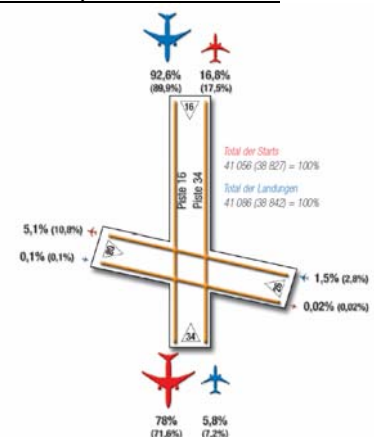 92,6% 16,8%
(89,9%) (17,5%)
16
Piste 16
Piste 34
Total der Starts
41 056 (38 827) = 100%
Total der Landungen
41 086 (38 842) = 100%
5,1% (10,8%)
0,1% (0,1%)
1,5% (2,8%)
0,02% (0,02%)
34
78% 5,8%
(71,6%) (7,2%)